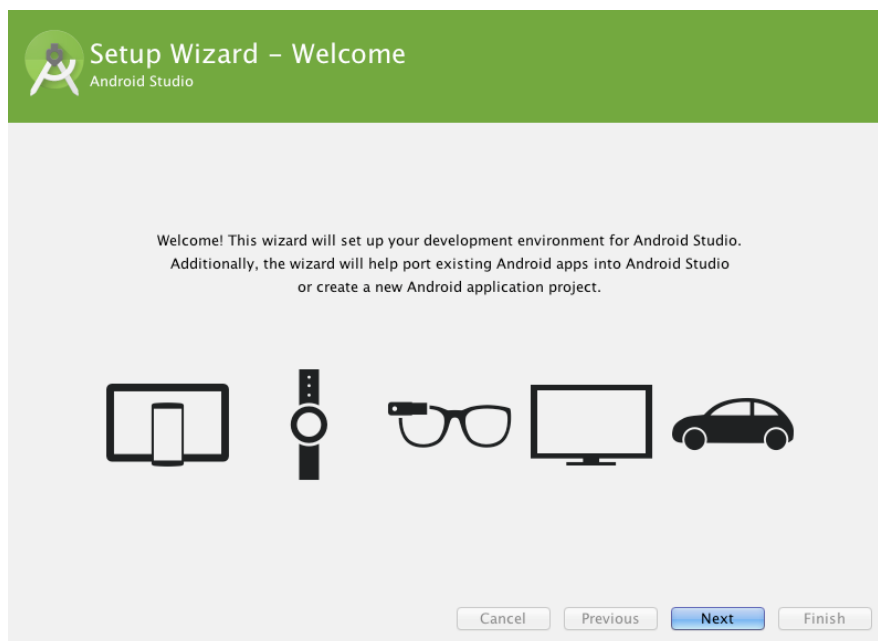 Setup Wizard – Welcome
Android Studio
Welcome! This wizard will set up your development environment for Android Studio.
Additionally, the wizard will help port existing Android apps into Android Studio
or create a new Android application project.
Cancel Previous Next Finish